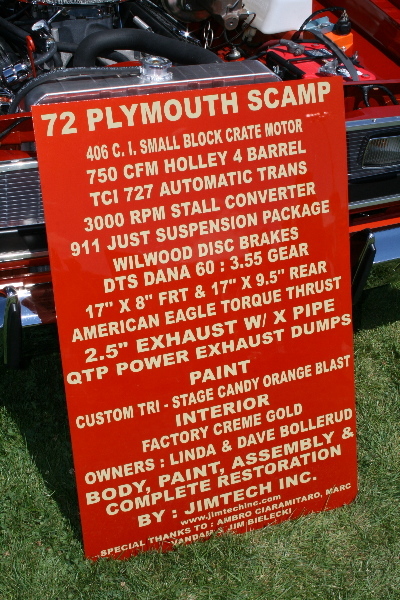 72 PLYMOUTH SCAMP
406 C. I. SMALL BLOCK CRATE MOTOR
750 CFM HOLLEY 4 BARREL
TCI 727 AUTOMATIC TRANS
3000 RPM STALL CONVERTER
911 JUST SUSPENSION PACKAGE
WILWOOD DISC BRAKES
DTS DANA 60 : 3.55 GEAR
17" X 8" FRT & 17" X 9.5" REAR
AMERICAN EAGLE TORQUE THRUST
2.5" EXHAUST W/ X PIPE
QTP POWER EXHAUST DUMPS
PAINT
CUSTOM TRI - STAGE CANDY ORANGE BLAST
INTERIOR
FACTORY CREME GOLD
OWNERS : LINDA & DAVE BOLLERUD
BODY, PAINT, ASSEMBLY &
COMPLETE RESTORATION
BY : JIMTECH INC.
www.jimtechinc.com
SPECIAL THANKS TO : AMBRO CIARAMITARO, MARC
& JIM BIELECKI